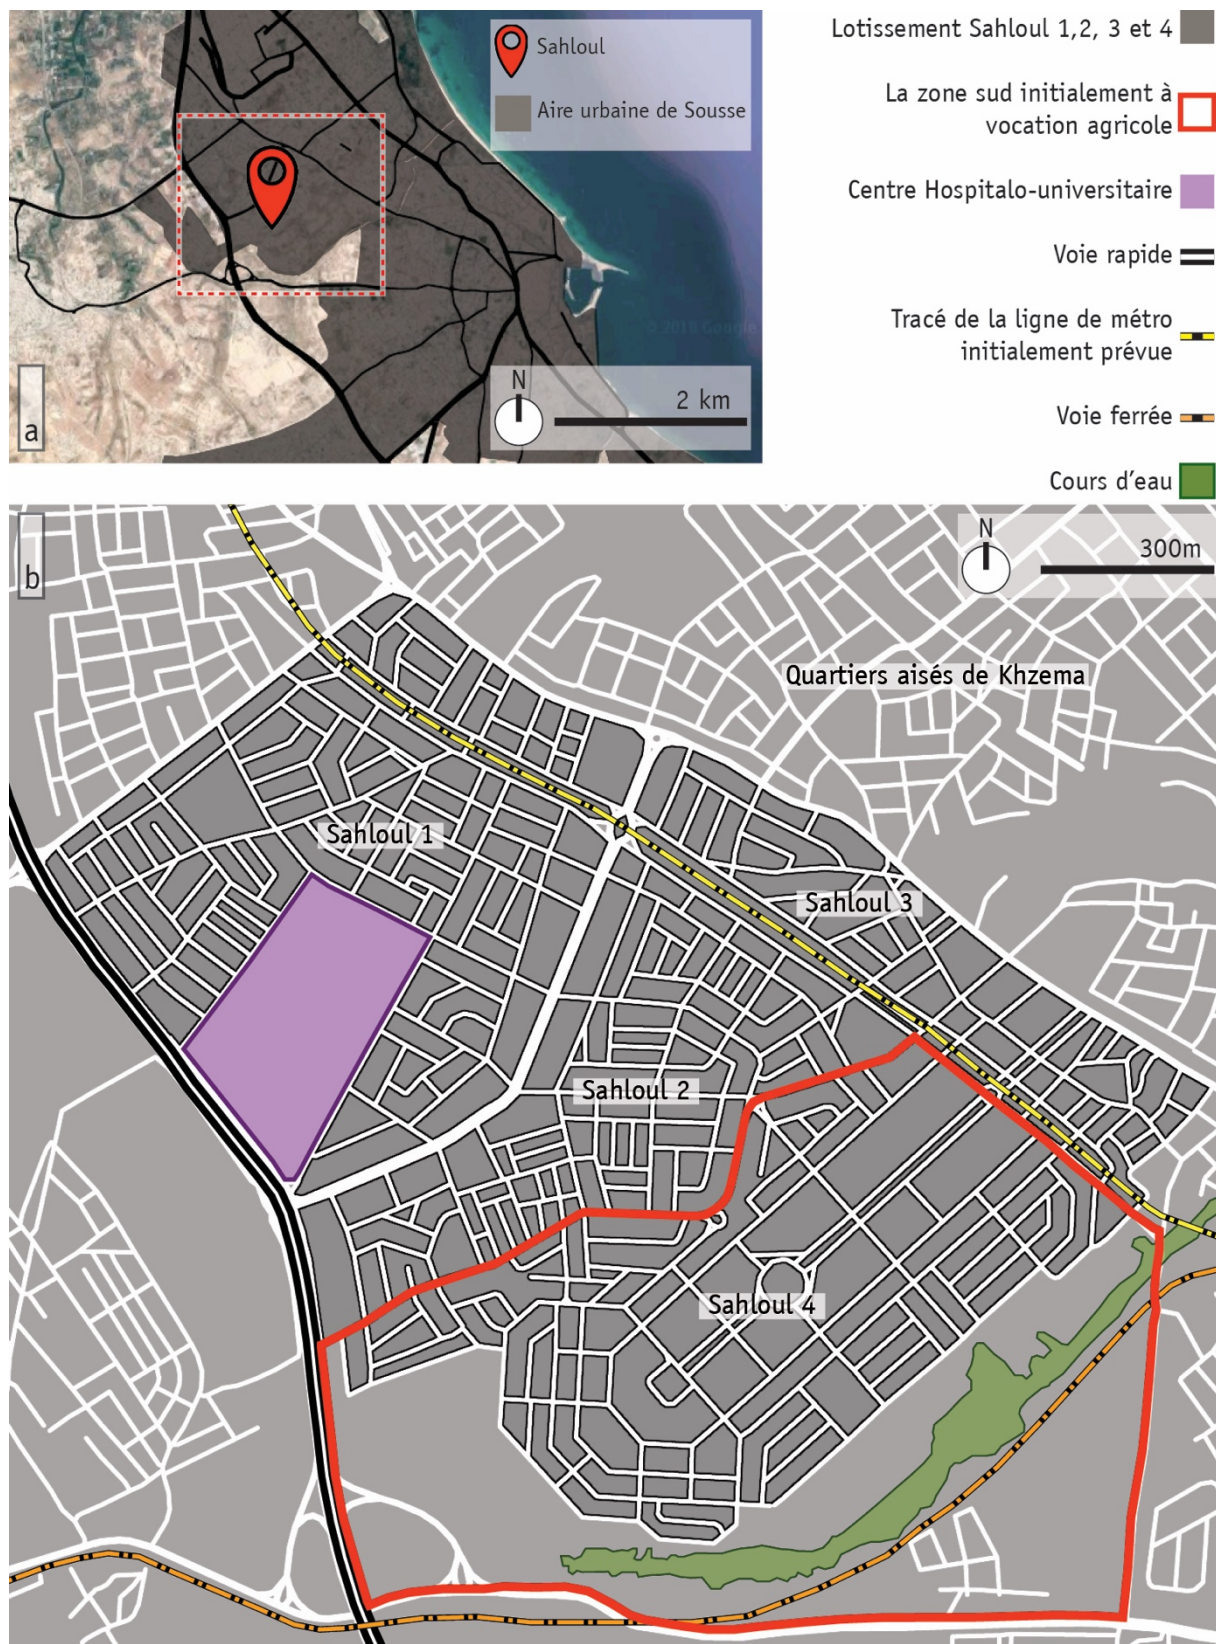 Sahloul
Aire urbaine de Sousse
© 2018 Google
N
2 km
a
Lotissement Sahloul 1,2, 3 et 4
La zone sud initialement à
vocation agricole
Centre Hospitalo-universitaire
Voie rapide
Tracé de la ligne de métro
initialement prévue
Voie ferrée
Cours d'eau
b
N
300m
Quartiers aisés de Khzema
Sahloul 1
Sahloul 3
Sahloul 2
Sahloul 4